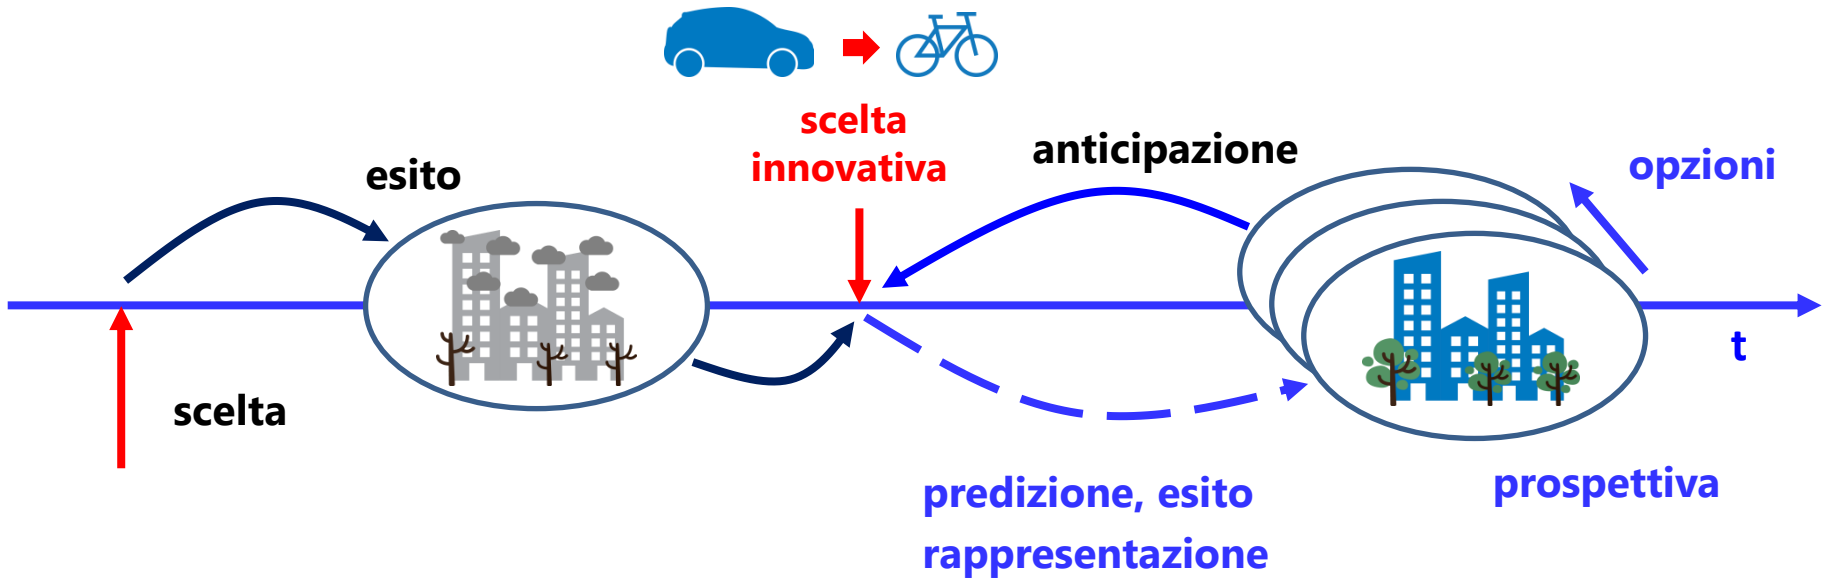 scelta
innovativa
anticipazione
esito
opzioni
t
scelta
predizione, esito
rappresentazione
prospettiva